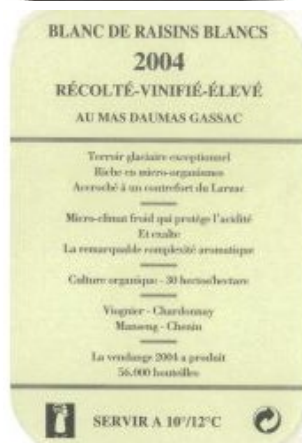 BLANC DE RAISINS BLANCS
2004
RÉCOLTÉ-VINIFIÉ-ÉLEVÉ
AU MAS DAUMAS GASSAC
Terroir glaciaire exceptionnel
Riche en micro-organismes
Accroché à un contrefort du Larzac
Micro-climat froid qui protège l'acidité
Et exalte
La remarquable complexité aromatique
Culture organique - 30 hectos/hectare
Viognier - Chardonnay
Manseng - Chenin
La vendange 2004 a produit
56.000 bouteilles
SERVIR A 10°/12°C